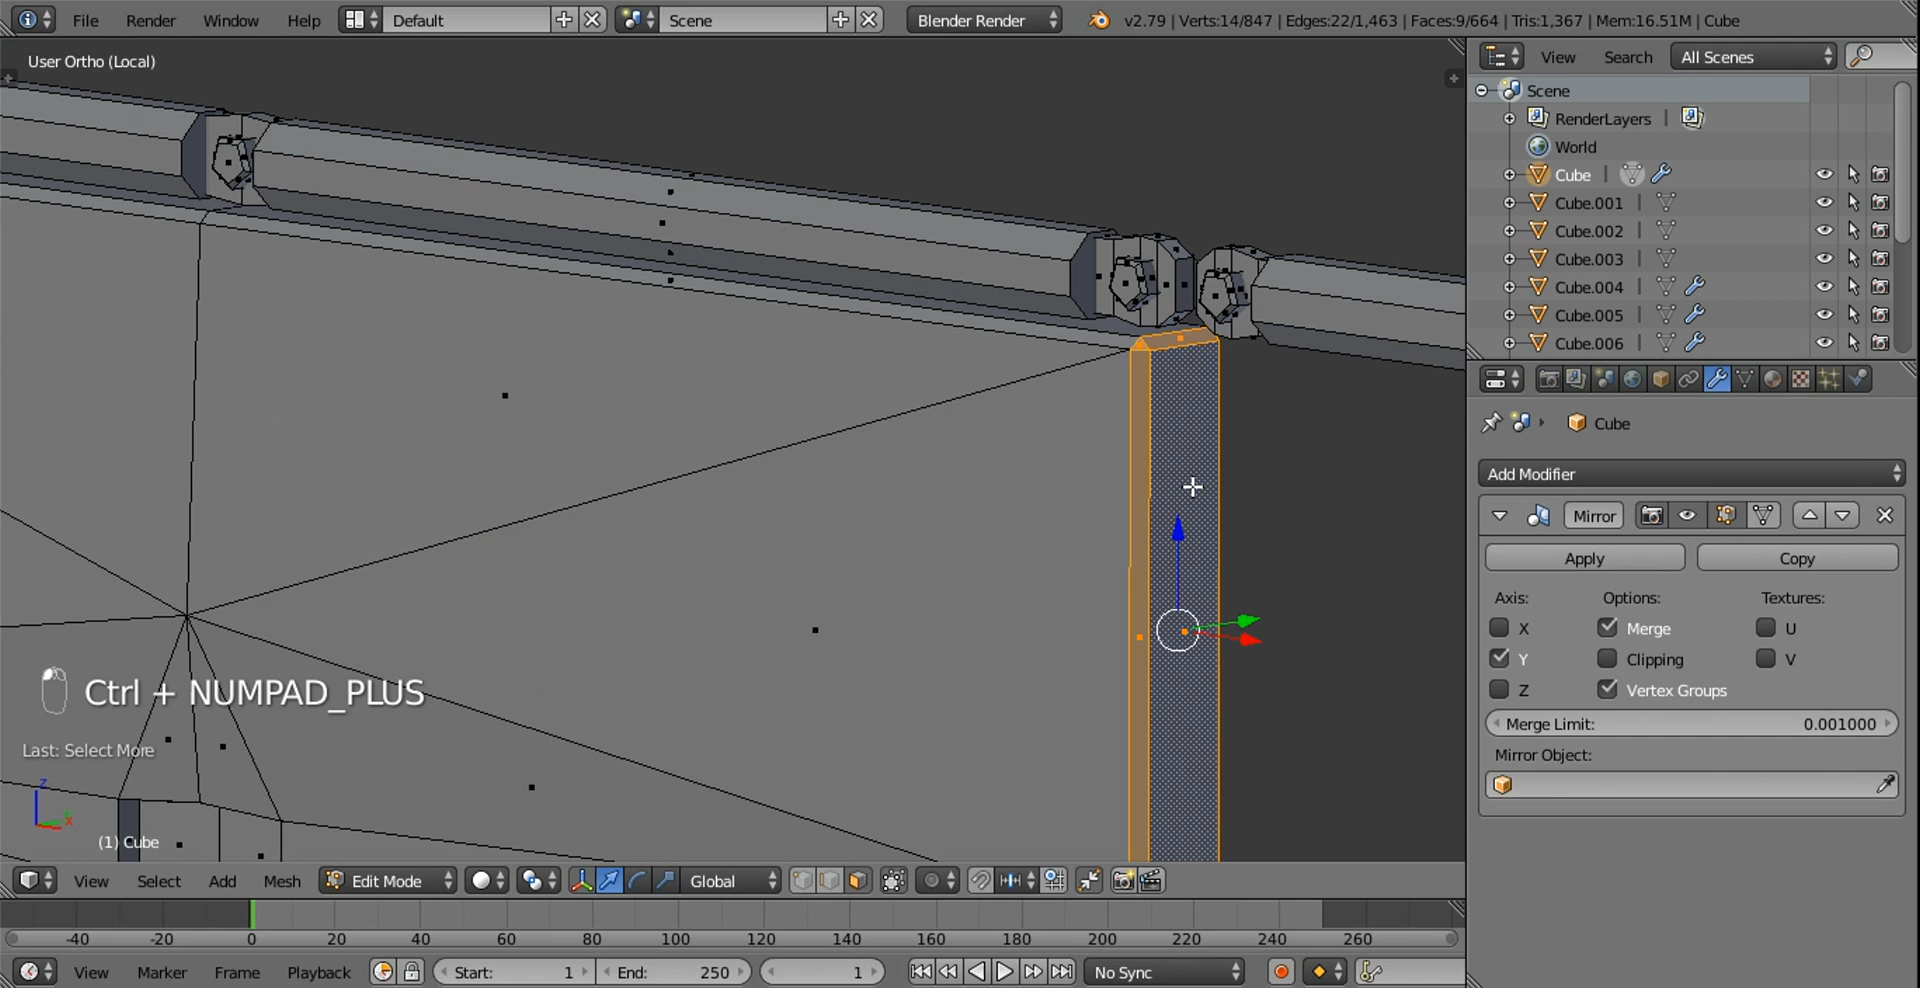 File Render Window Help Default Scene Blender Render v2.79 | Verts:14/847 | Edges:22/1,463 | Faces:9/664 | Tris:1,367 | Mem:16.51M | Cube
User Ortho (Local)
View Search All Scenes
Scene
RenderLayers
World
Cube
Cube.001
Cube.002
Cube.003
Cube.004
Cube.005
Cube.006
Cube
Add Modifier
Mirror
Apply Copy
Axis: Options: Textures:
X Merge U
Y Clipping V
Z Vertex Groups
Merge Limit: 0.001000
Mirror Object:
Ctrl + NUMPAD_PLUS
Last: Select More
z
x
(1) Cube
View Select Add Mesh Edit Mode Global
-40 -20 0 20 40 60 80 100 120 140 160 180 200 220 240 260
View Marker Frame Playback Start: 1 End: 250 1 No Sync